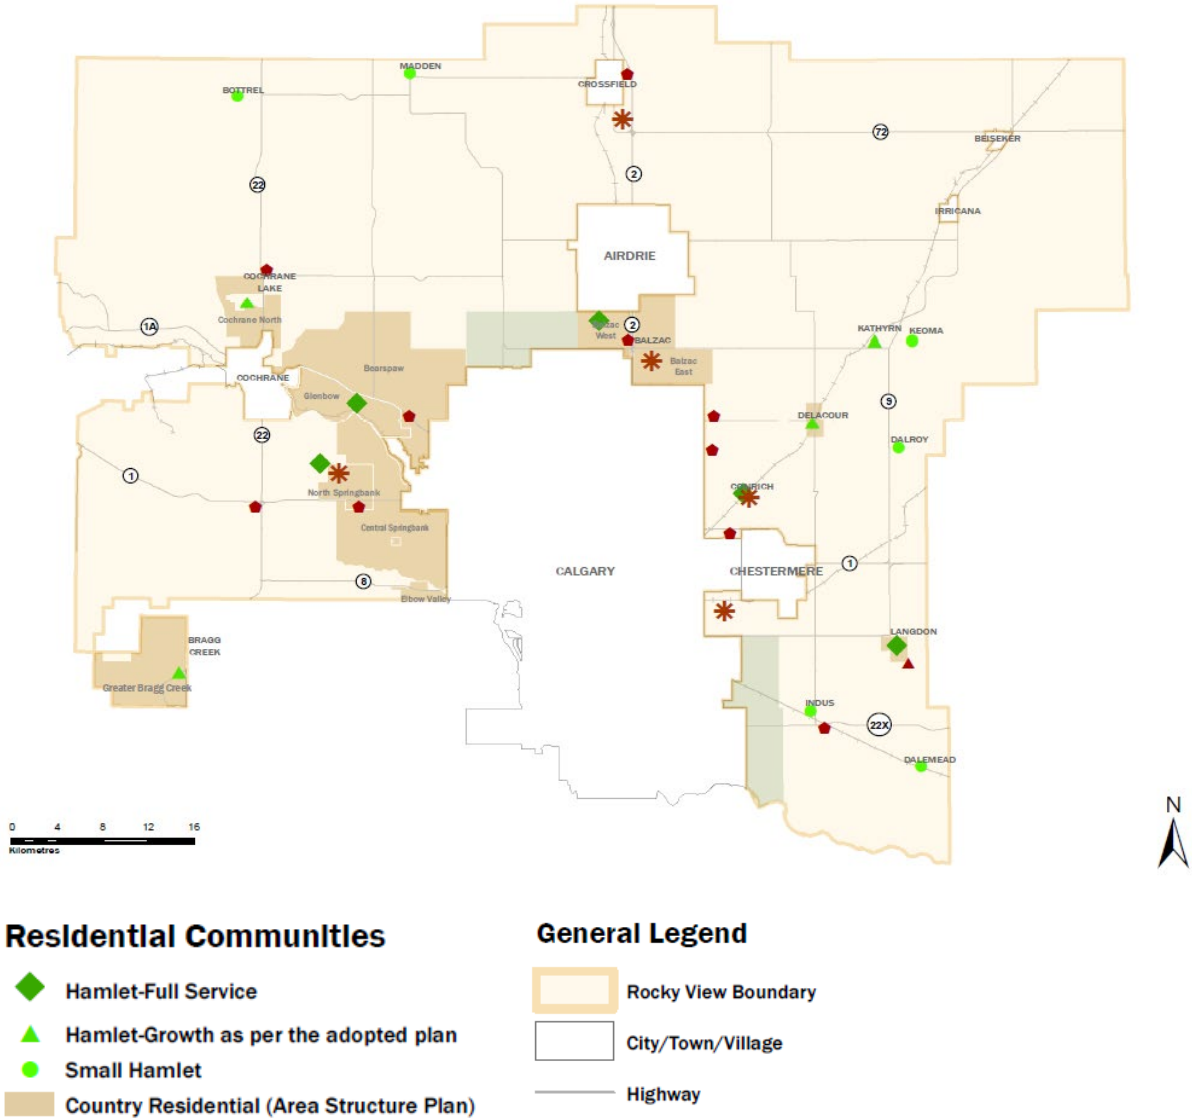 MADDEN
BOTTREL
CROSSFIELD
72
BEISEKER
2
22
IRRICANA
AIRDRIE
COCHRANE
LAKE
Cochrane North
1A
Balzac
West
2
BALZAC
KATHYRN
KEOMA
Balzac
East
Bearspaw
COCHRANE
Glenbow
9
DELACOUR
22
DALROY
1
CONRICH
North Springbank
Central Springbank
CALGARY
CHESTERMERE
1
8
Elbow Valley
LANGDON
BRAGG
CREEK
Greater Bragg Creek
INDUS
22X
DALEMEAD
0 4 8 12 16
Kilometres
N
Residential Communities
Hamlet-Full Service
Hamlet-Growth as per the adopted plan
Small Hamlet
Country Residential (Area Structure Plan)
General Legend
Rocky View Boundary
City/Town/Village
Highway